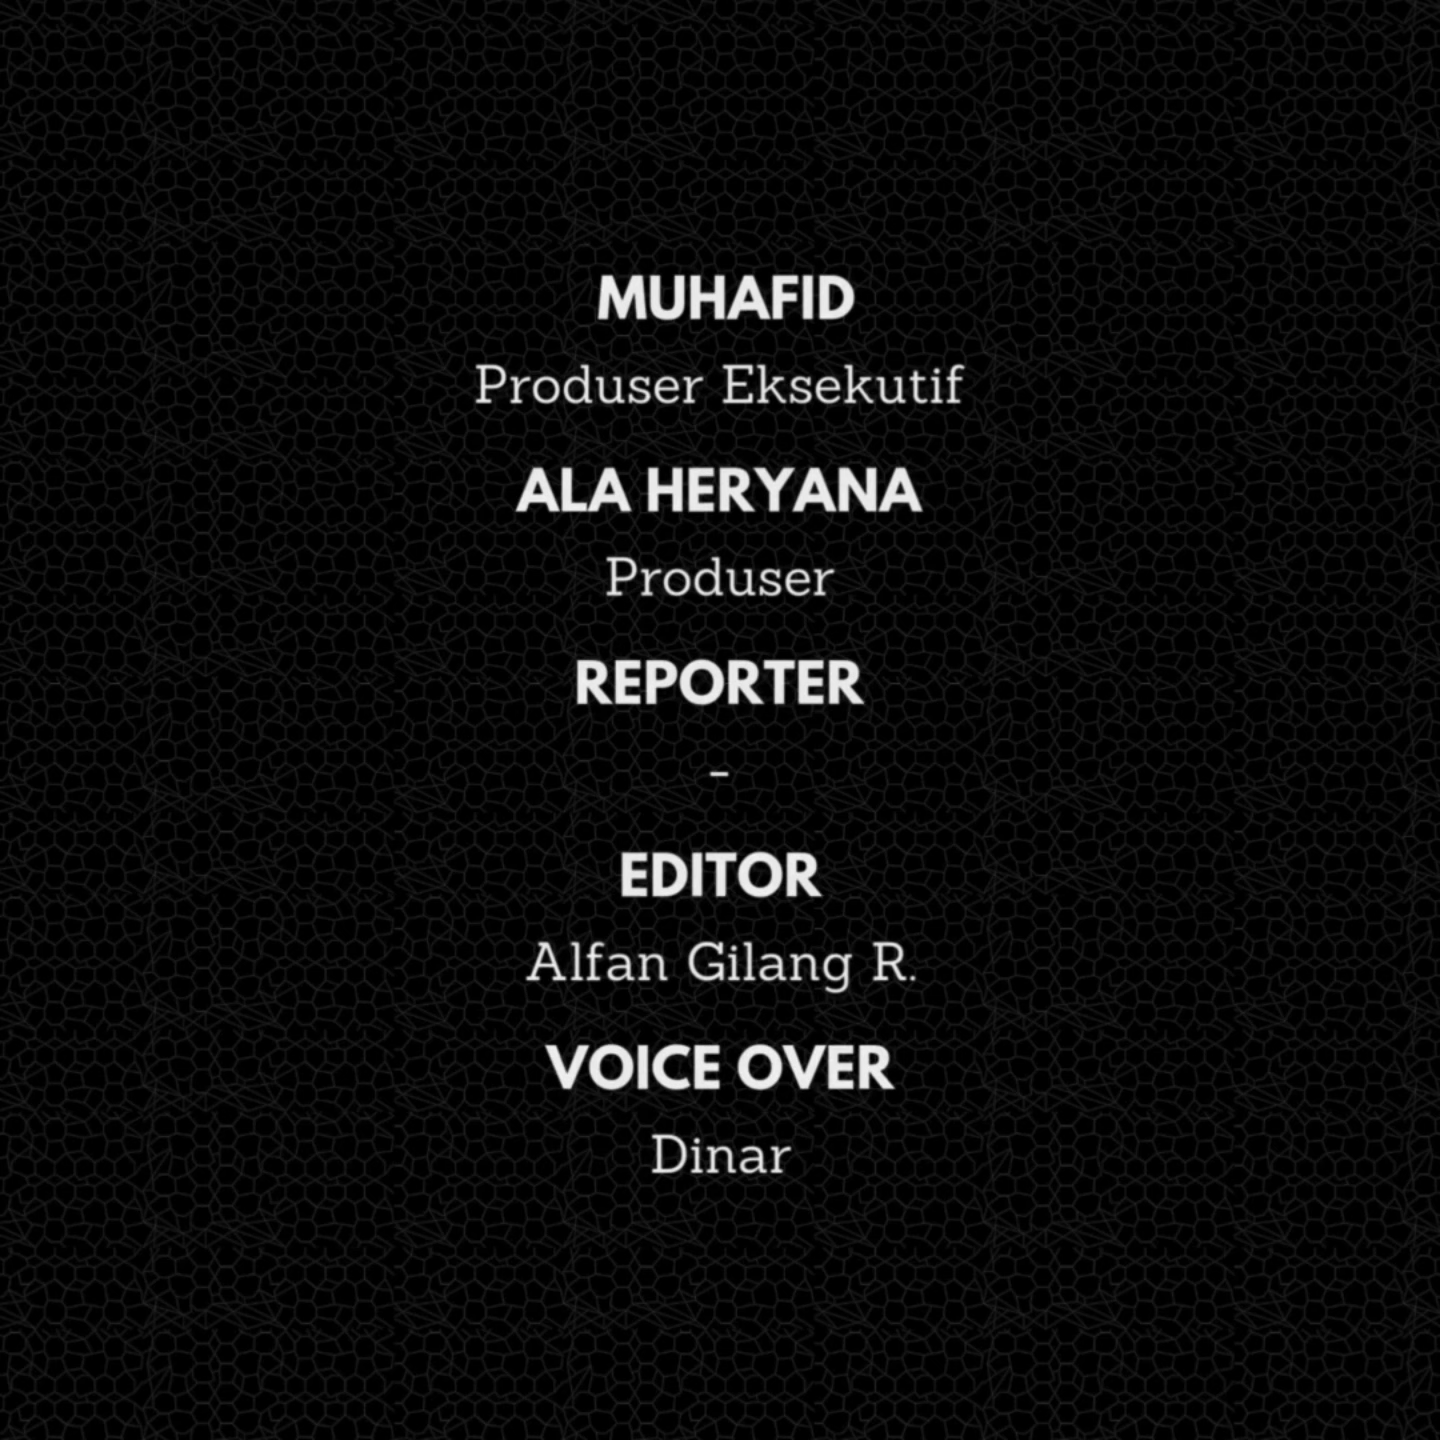 MUHAFID
Produser Eksekutif
ALA HERYANA
Produser
REPORTER
-
EDITOR
Alfan Gilang R.
VOICE OVER
Dinar